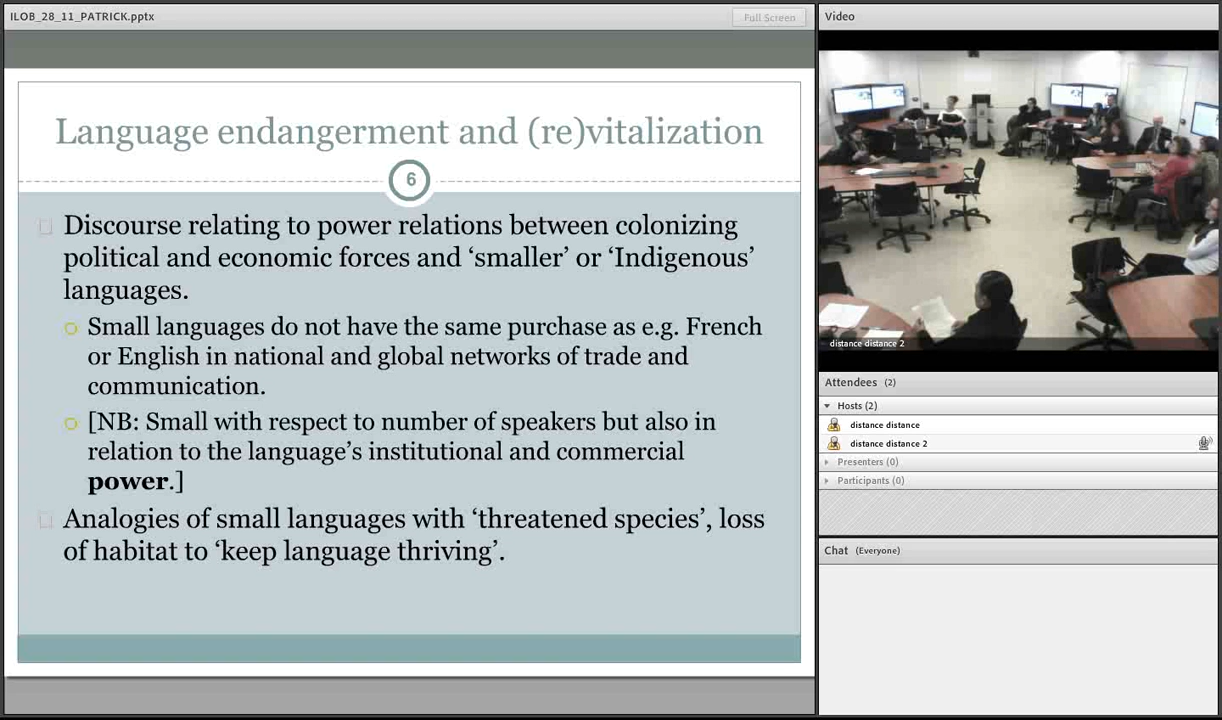 ILOB_28_11_PATRICK.pptx
Full Screen
Language endangerment and (re)vitalization
6
Discourse relating to power relations between colonizing
political and economic forces and ‘smaller’ or ‘Indigenous’
languages.
Small languages do not have the same purchase as e.g. French
or English in national and global networks of trade and
communication.
[NB: Small with respect to number of speakers but also in
relation to the language’s institutional and commercial
power.]
Analogies of small languages with ‘threatened species’, loss
of habitat to ‘keep language thriving’.
Video
distance distance 2
Attendees (2)
Hosts (2)
distance distance
distance distance 2
Presenters (0)
Participants (0)
Chat (Everyone)